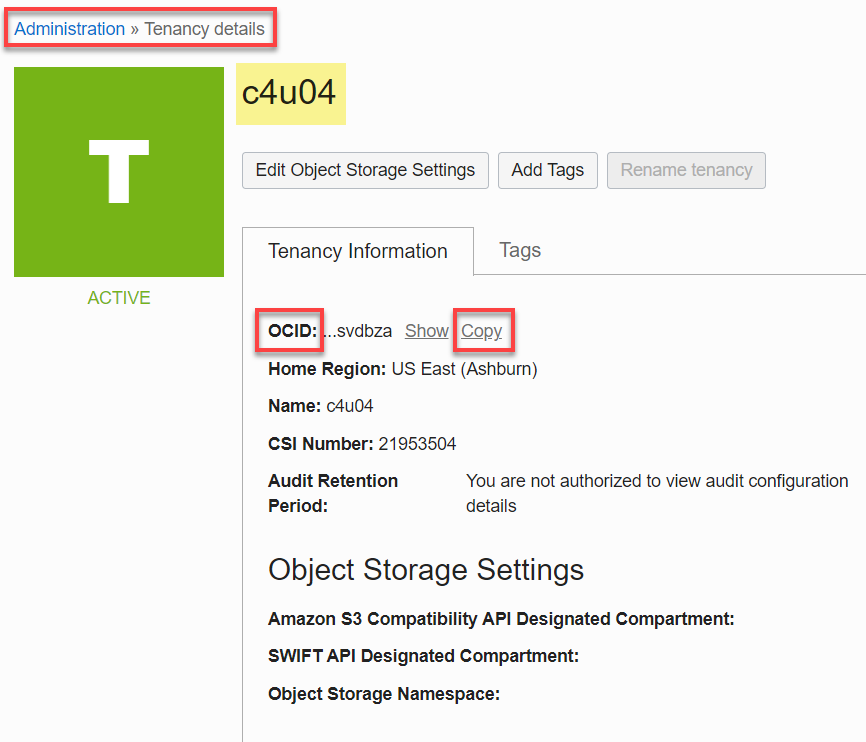 Administration » Tenancy details
T
c4u04
ACTIVE
Edit Object Storage Settings Add Tags Rename tenancy
Tenancy Information Tags
OCID: ...svdbza Show Copy
Home Region: US East (Ashburn)
Name: c4u04
CSI Number: 21953504
Audit Retention You are not authorized to view audit configuration
Period: details
Object Storage Settings
Amazon S3 Compatibility API Designated Compartment:
SWIFT API Designated Compartment:
Object Storage Namespace: